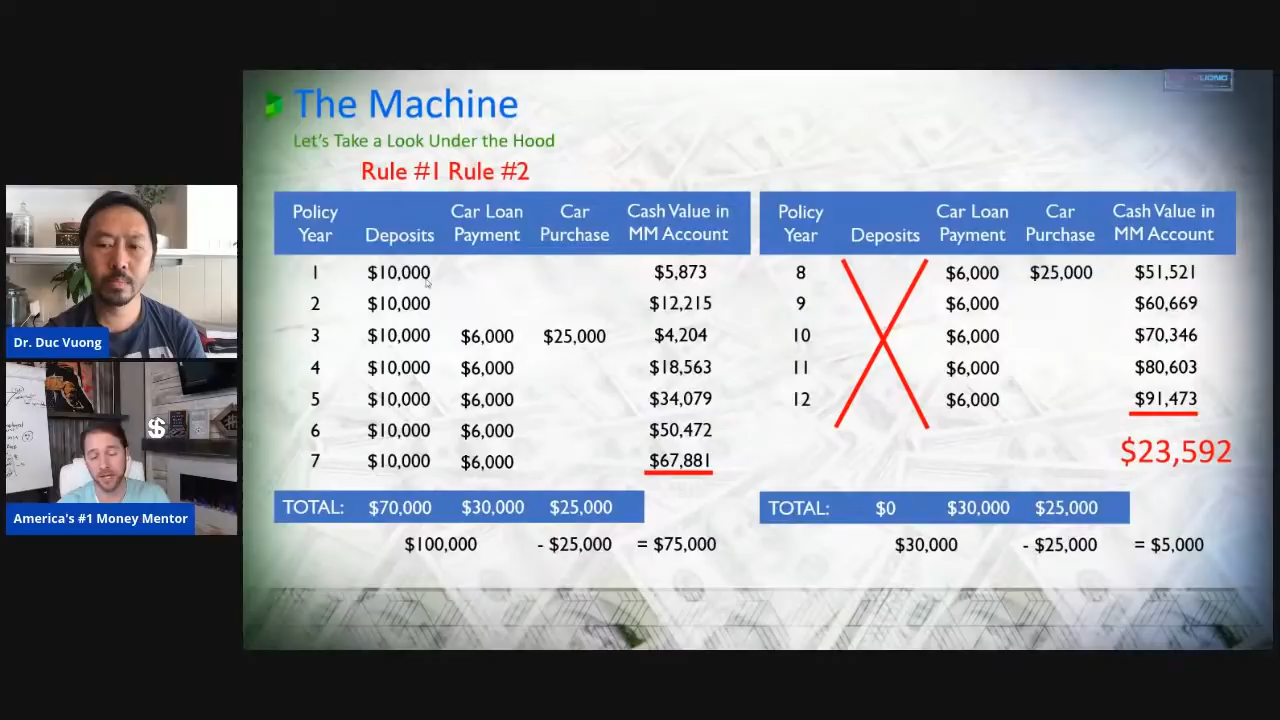 The Machine
Let's Take a Look Under the Hood
Rule #1 Rule #2
Policy Year Deposits Car Loan Payment Car Purchase Cash Value in MM Account
1 $10,000 $5,873
2 $10,000 $12,215
3 $10,000 $6,000 $25,000 $4,204
4 $10,000 $6,000 $18,563
5 $10,000 $6,000 $34,079
6 $10,000 $6,000 $50,472
7 $10,000 $6,000 $67,881
TOTAL: $70,000 $30,000 $25,000
$100,000 - $25,000 = $75,000
Policy Year Deposits Car Loan Payment Car Purchase Cash Value in MM Account
8 $6,000 $25,000 $51,521
9 $6,000 $60,669
10 $6,000 $70,346
11 $6,000 $80,603
12 $6,000 $91,473
$23,592
TOTAL: $0 $30,000 $25,000
$30,000 - $25,000 = $5,000
Dr. Duc Vuong
$
America's #1 Money Mentor